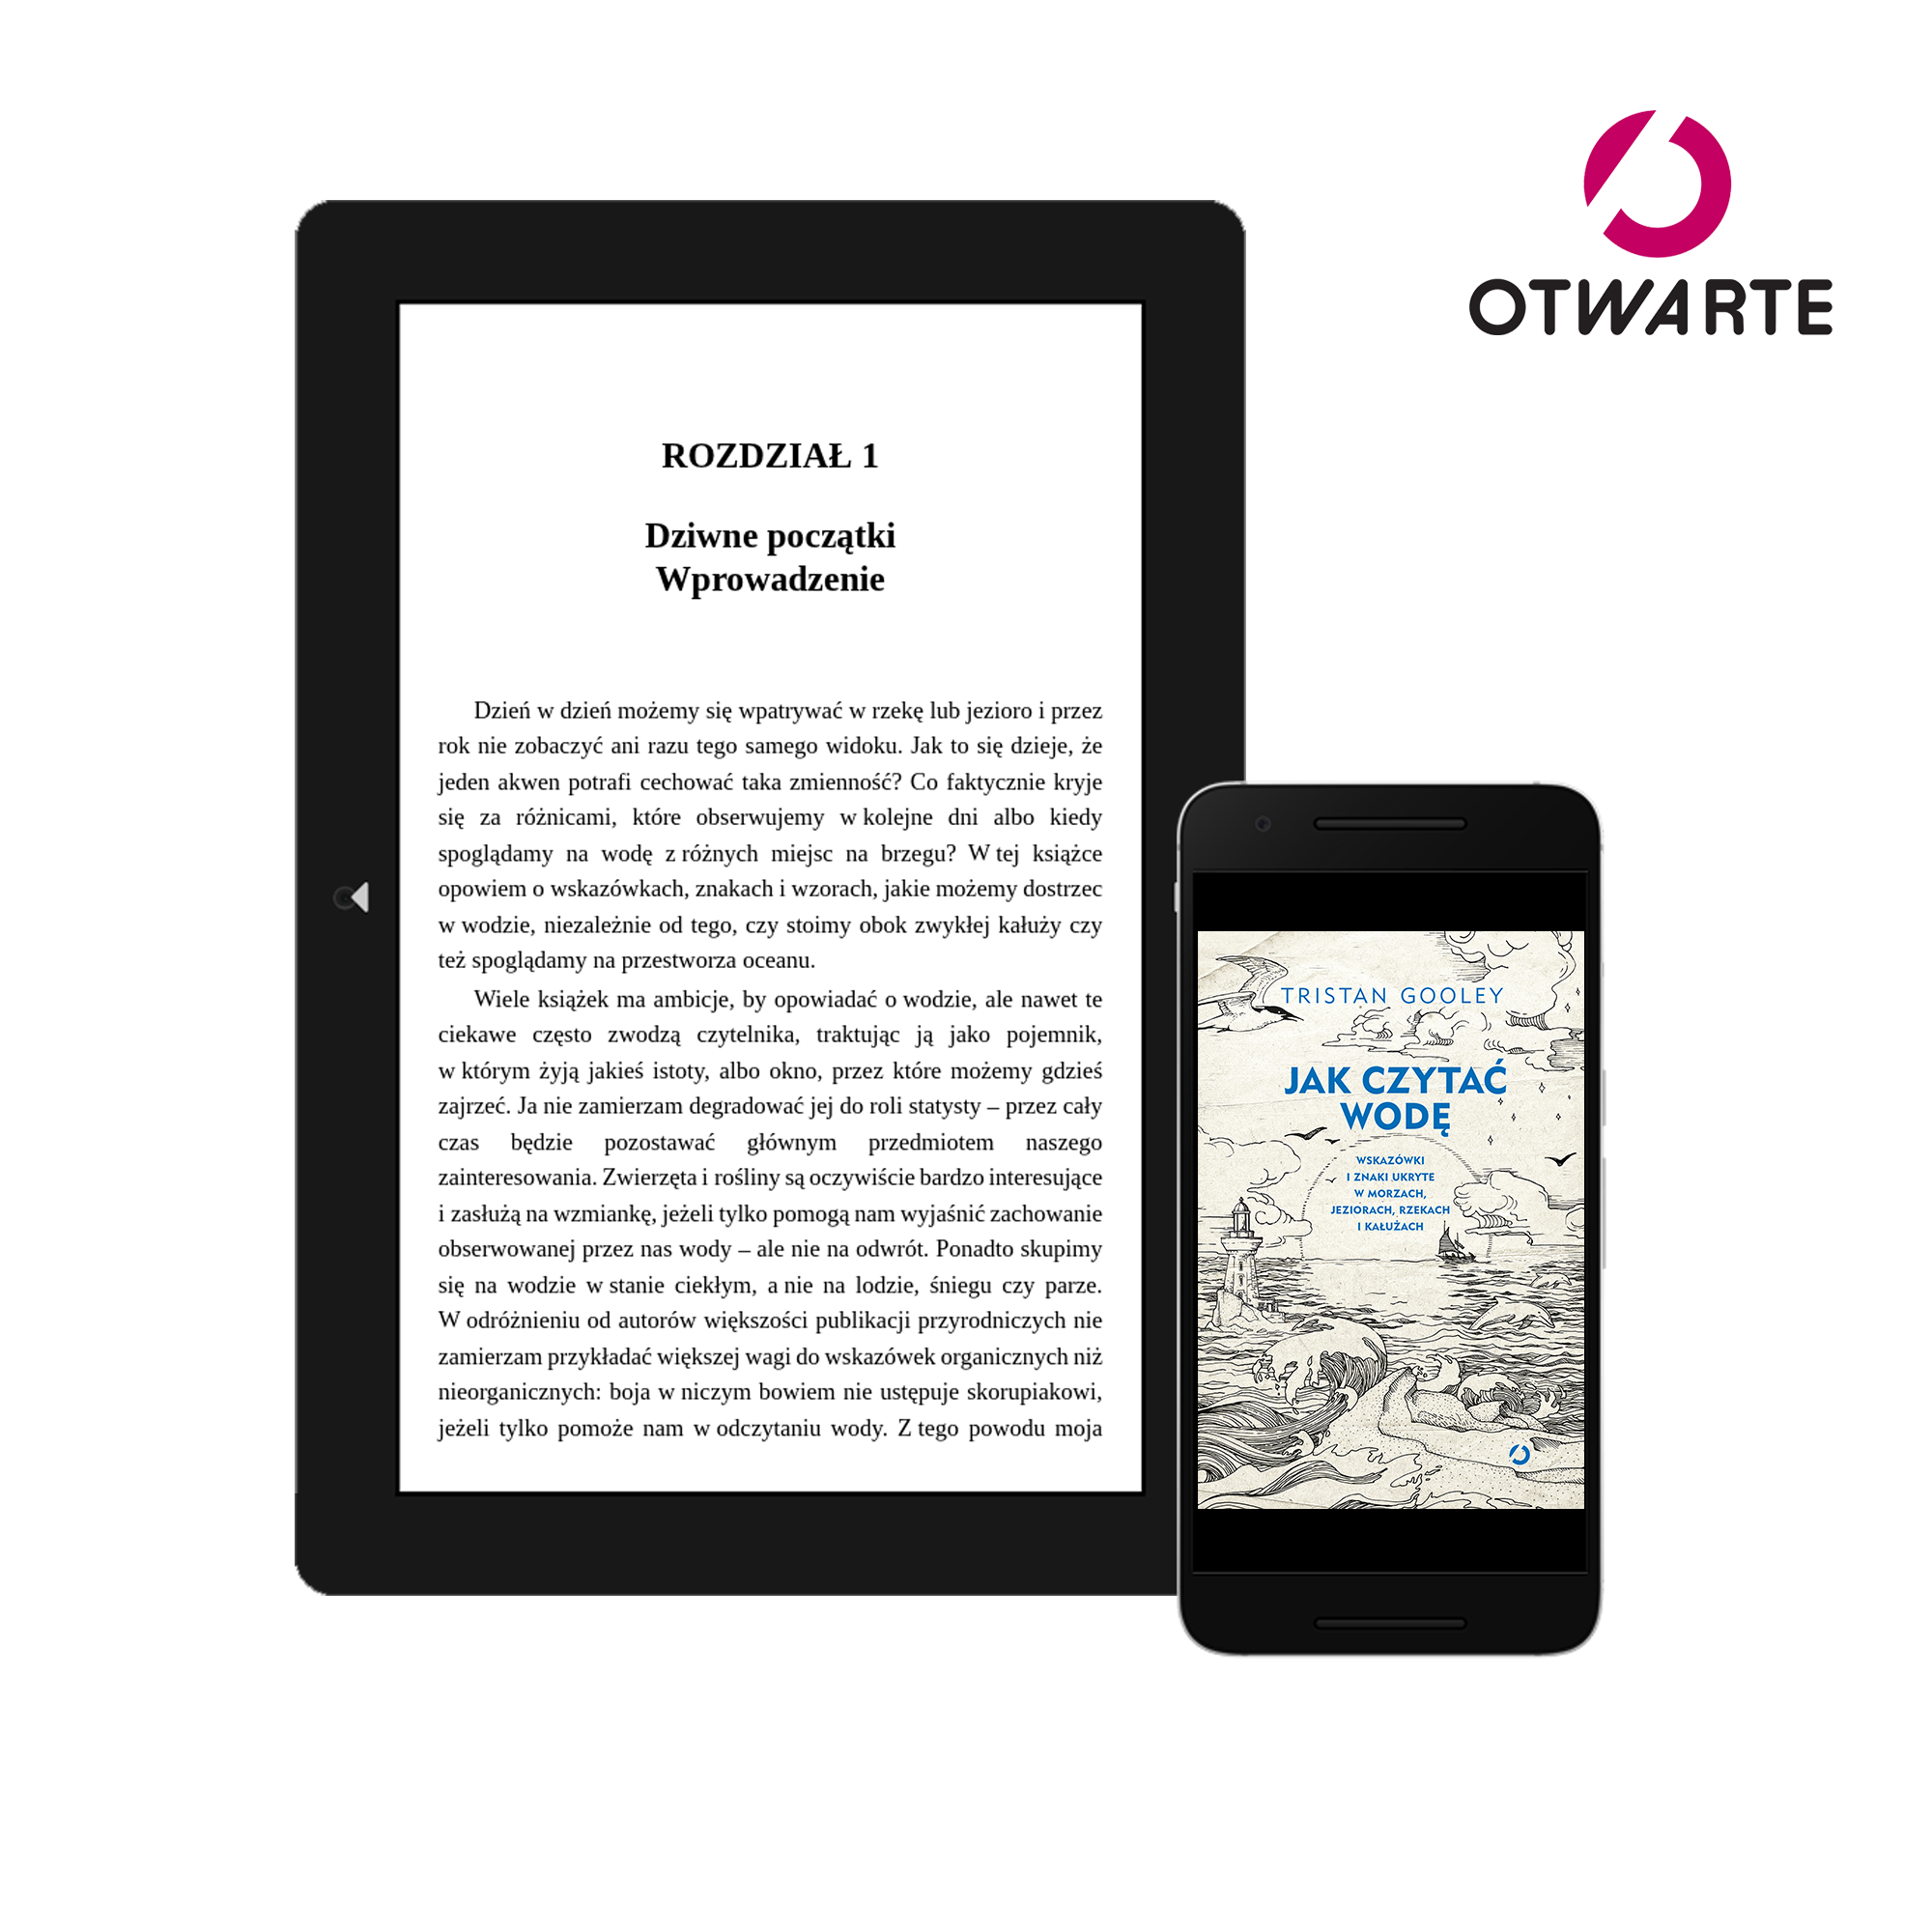 OTWARTE
ROZDZIAŁ 1
Dziwne początki
Wprowadzenie
Dzień w dzień możemy się wpatrywać w rzekę lub jezioro i przez
rok nie zobaczyć ani razu tego samego widoku. Jak to się dzieje, że
jeden akwen potrafi cechować taka zmienność? Co faktycznie kryje
się za różnicami, które obserwujemy w kolejne dni albo kiedy
spoglądamy na wodę z różnych miejsc na brzegu? W tej książce
opowiem o wskazówkach, znakach i wzorach, jakie możemy dostrzec
w wodzie, niezależnie od tego, czy stoimy obok zwykłej kałuży czy
też spoglądamy na przestworza oceanu.
Wiele książek ma ambicje, by opowiadać o wodzie, ale nawet te
ciekawe często zwodzą czytelnika, traktując ją jako pojemnik,
w którym żyją jakieś istoty, albo okno, przez które możemy gdzieś
zajrzeć. Ja nie zamierzam degradować jej do roli statysty – przez cały
czas będzie pozostawać głównym przedmiotem naszego
zainteresowania. Zwierzęta i rośliny są oczywiście bardzo interesujące
i zasłużą na wzmiankę, jeżeli tylko pomogą nam wyjaśnić zachowanie
obserwowanej przez nas wody – ale nie na odwrót. Ponadto skupimy
się na wodzie w stanie ciekłym, a nie na lodzie, śniegu czy parze.
W odróżnieniu od autorów większości publikacji przyrodniczych nie
zamierzam przykładać większej wagi do wskazówek organicznych niż
nieorganicznych: boja w niczym bowiem nie ustępuje skorupiakowi,
jeżeli tylko pomoże nam w odczytaniu wody. Z tego powodu moja
TRISTAN GOOLEY
JAK CZYTAĆ
WODĘ
WSKAZÓWKI
I ZNAKI UKRYTE
W MORZACH,
JEZIORACH, RZEKACH
I KAŁUŻACH